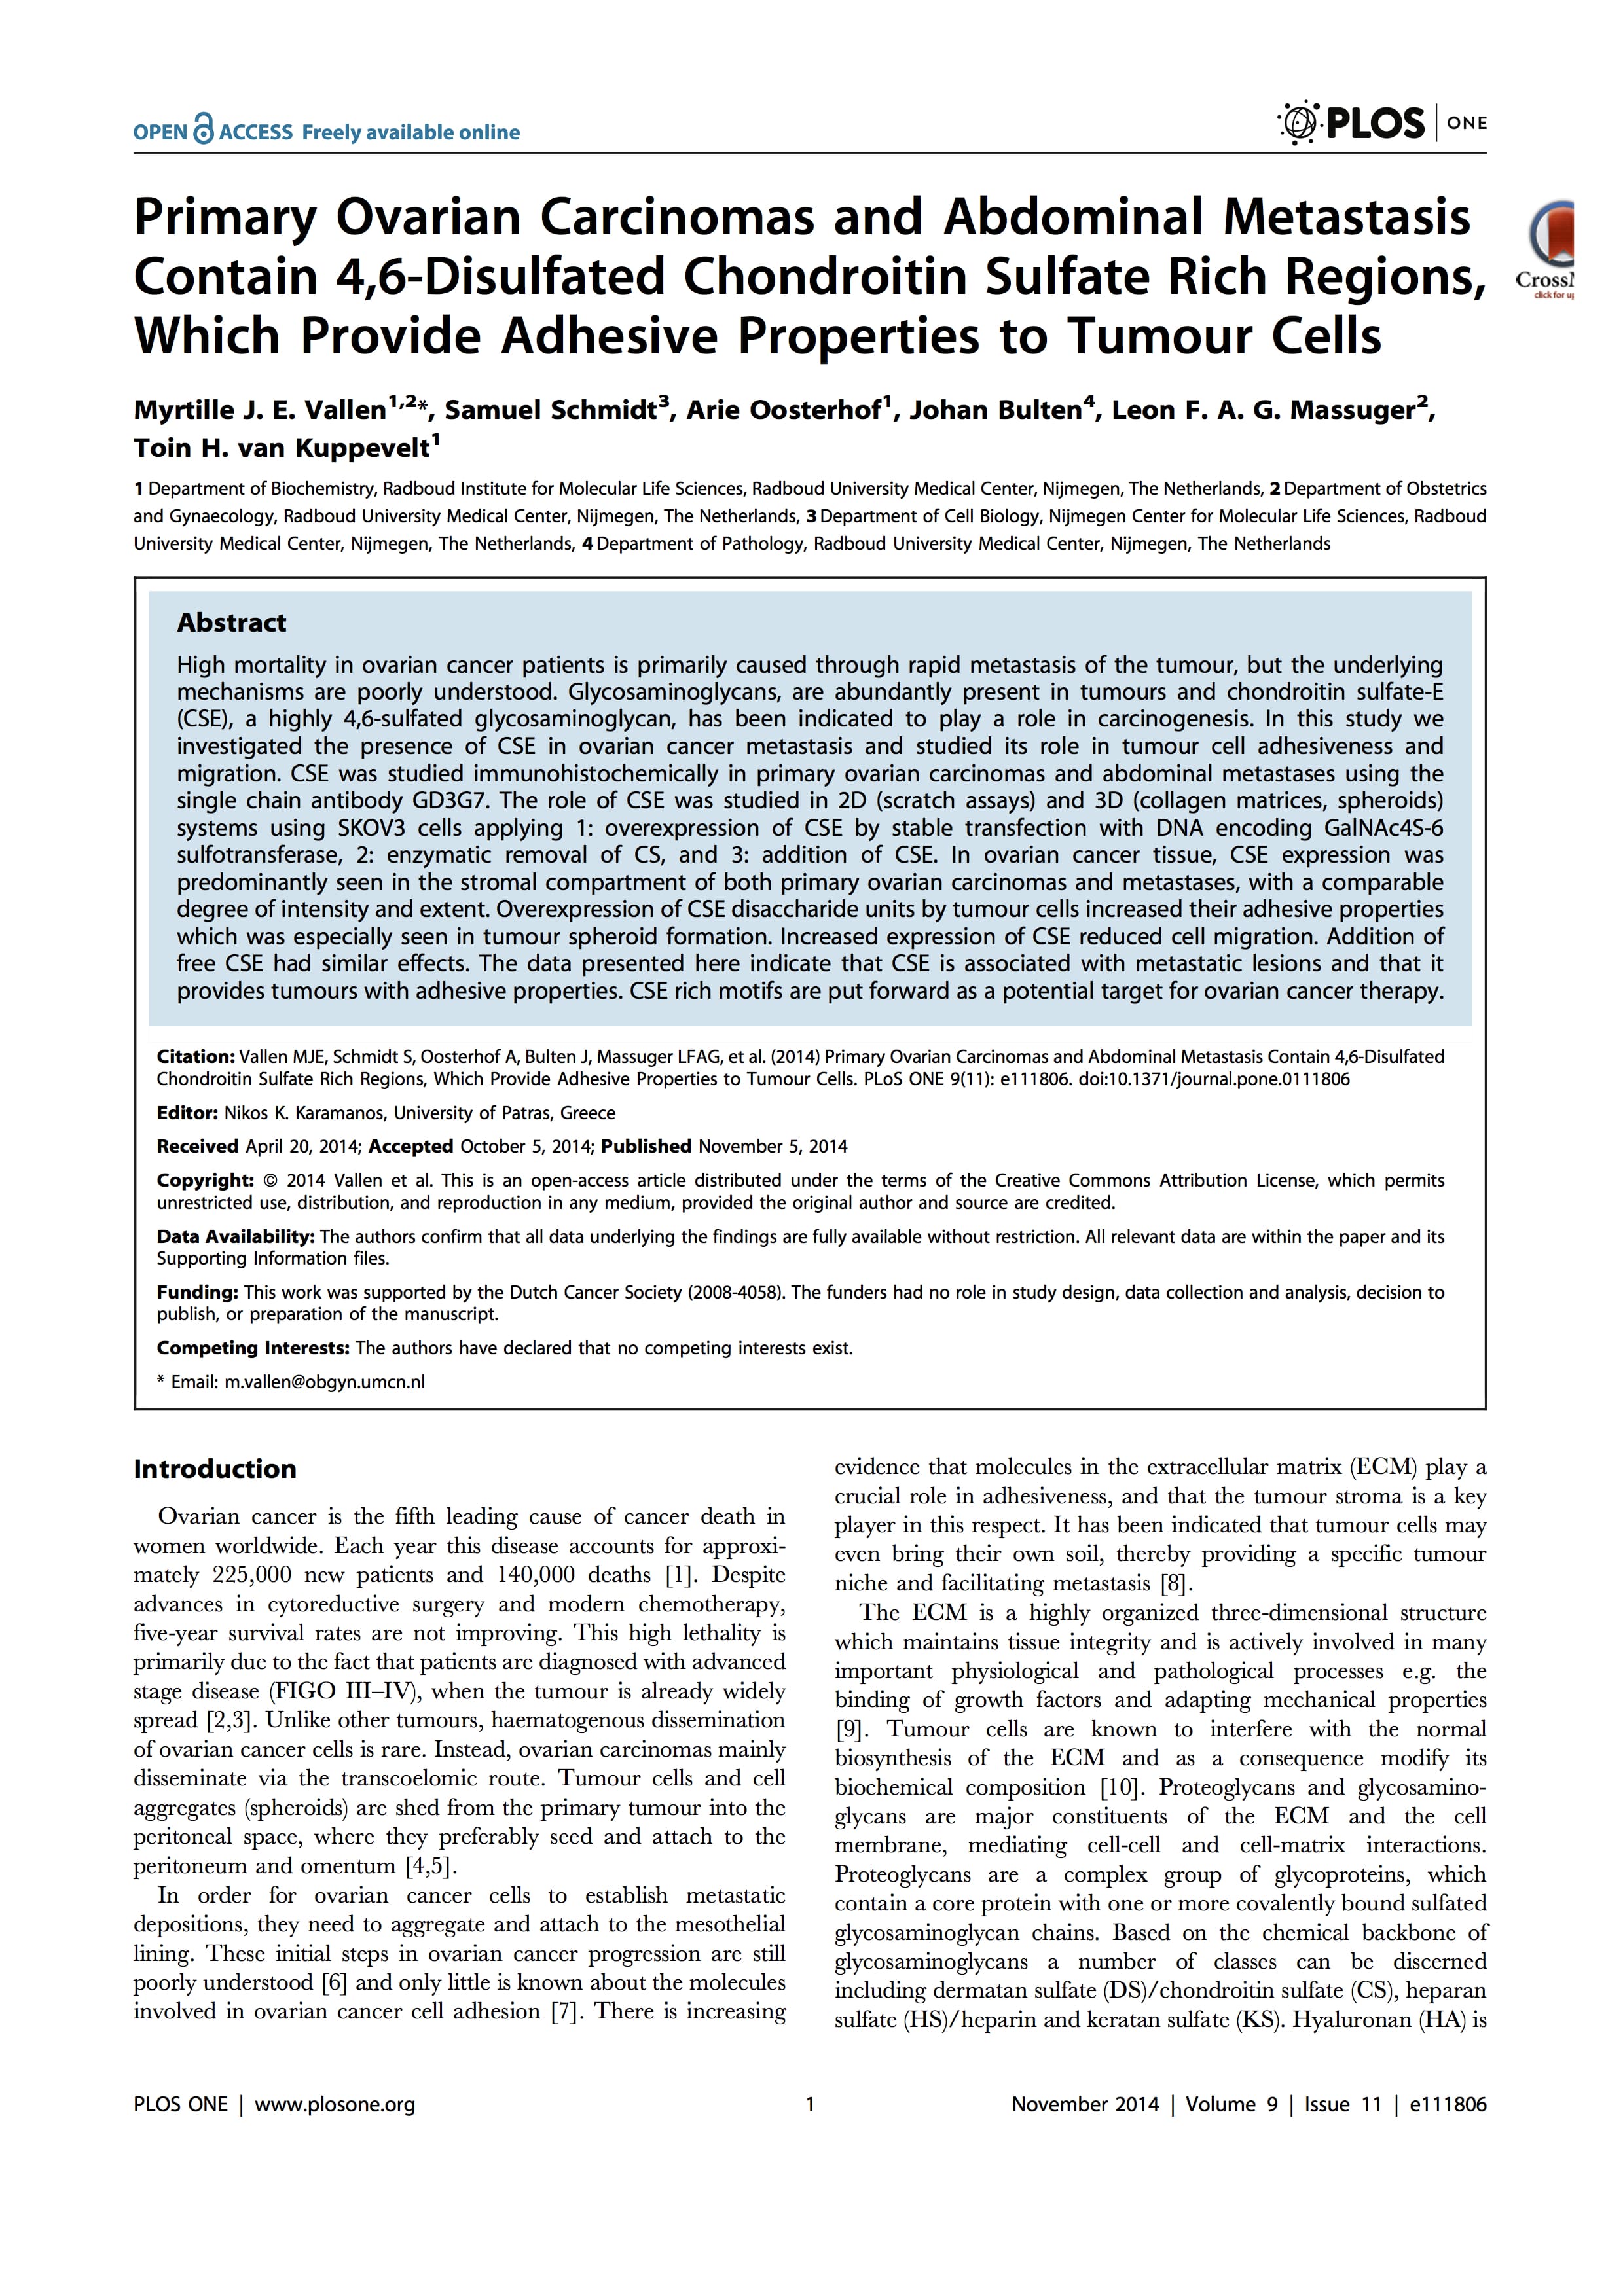 OPEN ACCESS Freely available online
PLOS ONE
Primary Ovarian Carcinomas and Abdominal Metastasis
Contain 4,6-Disulfated Chondroitin Sulfate Rich Regions,
Which Provide Adhesive Properties to Tumour Cells
click for
Myrtille J. E. Vallen1,2*, Samuel Schmidt3, Arie Oosterhof1, Johan Bulten4, Leon F. A. G. Massuger2,
Toin H. van Kuppevelt1
1 Department of Biochemistry, Radboud Institute for Molecular Life Sciences, Radboud University Medical Center, Nijmegen, The Netherlands, 2 Department of Obstetrics
and Gynaecology, Radboud University Medical Center, Nijmegen, The Netherlands, 3 Department of Cell Biology, Nijmegen Center for Molecular Life Sciences, Radboud
University Medical Center, Nijmegen, The Netherlands, 4 Department of Pathology, Radboud University Medical Center, Nijmegen, The Netherlands
Abstract
High mortality in ovarian cancer patients is primarily caused through rapid metastasis of the tumour, but the underlying
mechanisms are poorly understood. Glycosaminoglycans, are abundantly present in tumours and chondroitin sulfate-E
(CSE), a highly 4,6-sulfated glycosaminoglycan, has been indicated to play a role in carcinogenesis. In this study we
investigated the presence of CSE in ovarian cancer metastasis and studied its role in tumour cell adhesiveness and
migration. CSE was studied immunohistochemically in primary ovarian carcinomas and abdominal metastases using the
single chain antibody GD3G7. The role of CSE was studied in 2D (scratch assays) and 3D (collagen matrices, spheroids)
systems using SKOV3 cells applying 1: overexpression of CSE by stable transfection with DNA encoding GalNAc4S-6
sulfotransferase, 2: enzymatic removal of CS, and 3: addition of CSE. In ovarian cancer tissue, CSE expression was
predominantly seen in the stromal compartment of both primary ovarian carcinomas and metastases, with a comparable
degree of intensity and extent. Overexpression of CSE disaccharide units by tumour cells increased their adhesive properties
which was especially seen in tumour spheroid formation. Increased expression of CSE reduced cell migration. Addition of
free CSE had similar effects. The data presented here indicate that CSE is associated with metastatic lesions and that it
provides tumours with adhesive properties. CSE rich motifs are put forward as a potential target for ovarian cancer therapy.
Citation: Vallen MJE, Schmidt S, Oosterhof A, Bulten J, Massuger LFAG, et al. (2014) Primary Ovarian Carcinomas and Abdominal Metastasis Contain 4,6-Disulfated
Chondroitin Sulfate Rich Regions, Which Provide Adhesive Properties to Tumour Cells. PLoS ONE 9(11): e111806. doi:10.1371/journal.pone.0111806
Editor: Nikos K. Karamanos, University of Patras, Greece
Received April 20, 2014; Accepted October 5, 2014; Published November 5, 2014
Copyright: © 2014 Vallen et al. This is an open-access article distributed under the terms of the Creative Commons Attribution License, which permits
unrestricted use, distribution, and reproduction in any medium, provided the original author and source are credited.
Data Availability: The authors confirm that all data underlying the findings are fully available without restriction. All relevant data are within the paper and its
Supporting Information files.
Funding: This work was supported by the Dutch Cancer Society (2008-4058). The funders had no role in study design, data collection and analysis, decision to
publish, or preparation of the manuscript.
Competing Interests: The authors have declared that no competing interests exist.
* Email: m.vallen@obgyn.umcn.nl
Introduction
Ovarian cancer is the fifth leading cause of cancer death in
women worldwide. Each year this disease accounts for approxi-
mately 225,000 new patients and 140,000 deaths [1]. Despite
advances in cytoreductive surgery and modern chemotherapy,
five-year survival rates are not improving. This high lethality is
primarily due to the fact that patients are diagnosed with advanced
stage disease (FIGO III–IV), when the tumour is already widely
spread [2,3]. Unlike other tumours, haematogenous dissemination
of ovarian cancer cells is rare. Instead, ovarian carcinomas mainly
disseminate via the transcoelomic route. Tumour cells and cell
aggregates (spheroids) are shed from the primary tumour into the
peritoneal space, where they preferably seed and attach to the
peritoneum and omentum [4,5].
In order for ovarian cancer cells to establish metastatic
depositions, they need to aggregate and attach to the mesothelial
lining. These initial steps in ovarian cancer progression are still
poorly understood [6] and only little is known about the molecules
involved in ovarian cancer cell adhesion [7]. There is increasing
evidence that molecules in the extracellular matrix (ECM) play a
crucial role in adhesiveness, and that the tumour stroma is a key
player in this respect. It has been indicated that tumour cells may
even bring their own soil, thereby providing a specific tumour
niche and facilitating metastasis [8].
The ECM is a highly organized three-dimensional structure
which maintains tissue integrity and is actively involved in many
important physiological and pathological processes e.g. the
binding of growth factors and adapting mechanical properties
[9]. Tumour cells are known to interfere with the normal
biosynthesis of the ECM and as a consequence modify its
biochemical composition [10]. Proteoglycans and glycosamino-
glycans are major constituents of the ECM and the cell
membrane, mediating cell-cell and cell-matrix interactions.
Proteoglycans are a complex group of glycoproteins, which
contain a core protein with one or more covalently bound sulfated
glycosaminoglycan chains. Based on the chemical backbone of
glycosaminoglycans a number of classes can be discerned
including dermatan sulfate (DS)/chondroitin sulfate (CS), heparan
sulfate (HS)/heparin and keratan sulfate (KS). Hyaluronan (HA) is
PLOS ONE | www.plosone.org
1
November 2014 | Volume 9 | Issue 11 | e111806